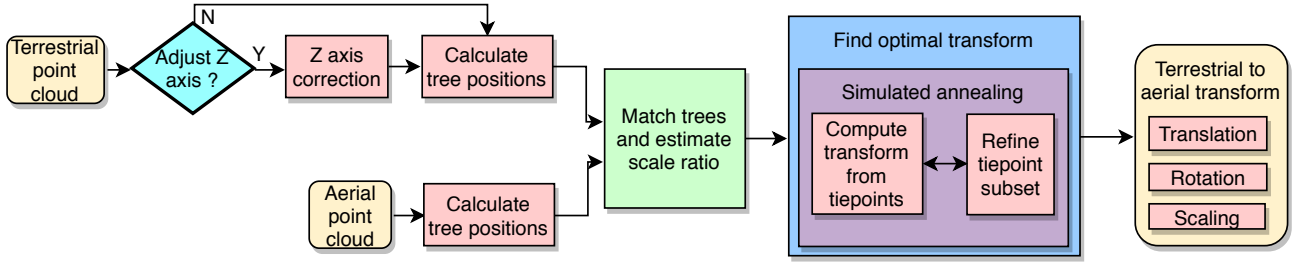 Terrestrial
point
cloud
Adjust Z
axis ?
N
Y
Z axis
correction
Calculate
tree positions
Aerial
point
cloud
Calculate
tree positions
Match trees
and estimate
scale ratio
Find optimal transform
Simulated annealing
Compute
transform
from
tiepoints
Refine
tiepoint
subset
Terrestrial to
aerial transform
Translation
Rotation
Scaling